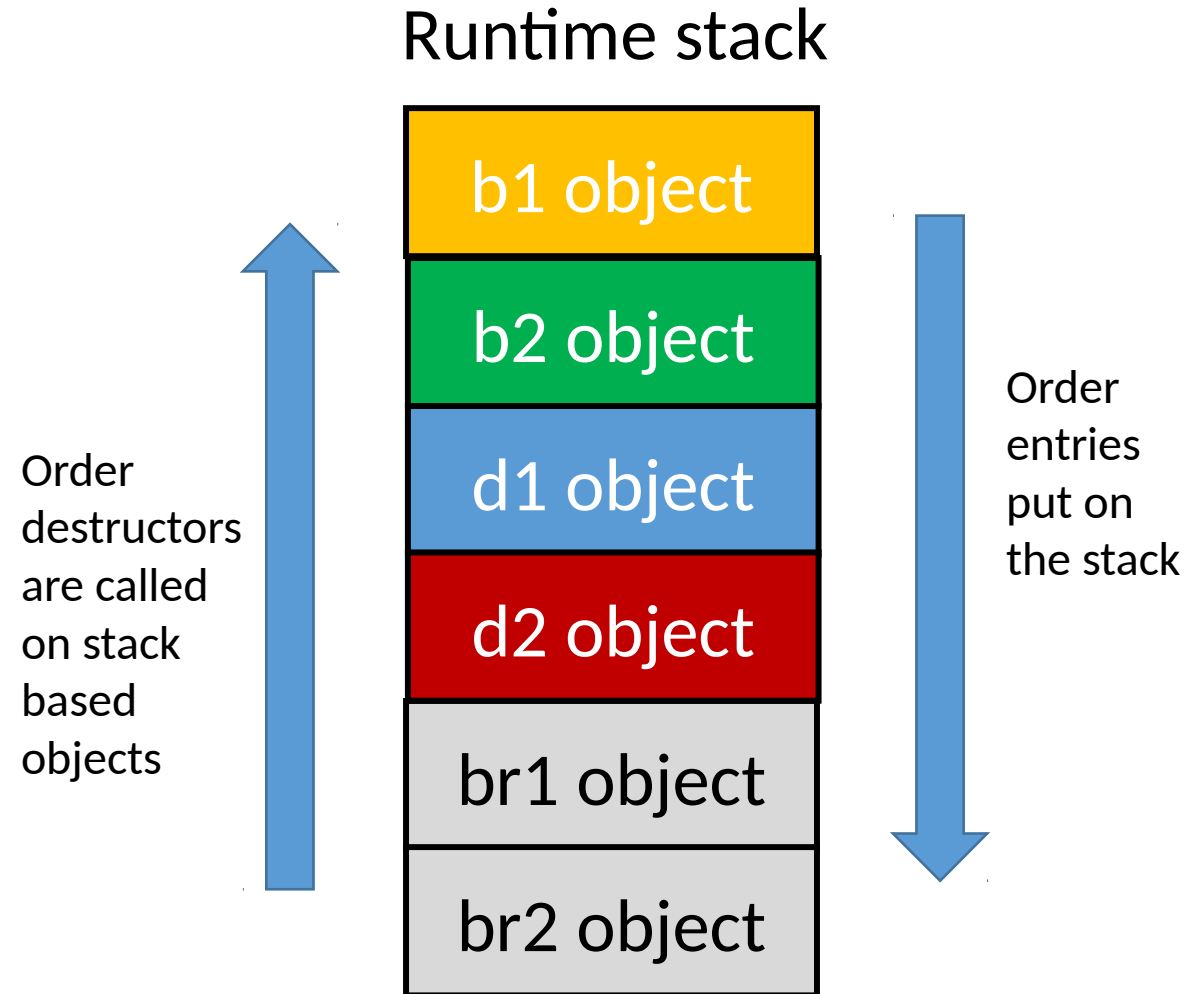 Runtime stack
b1 object
b2 object
d1 object
d2 object
br1 object
br2 object
Order
destructors
are called
on stack
based
objects
Order
entries
put on
the stack